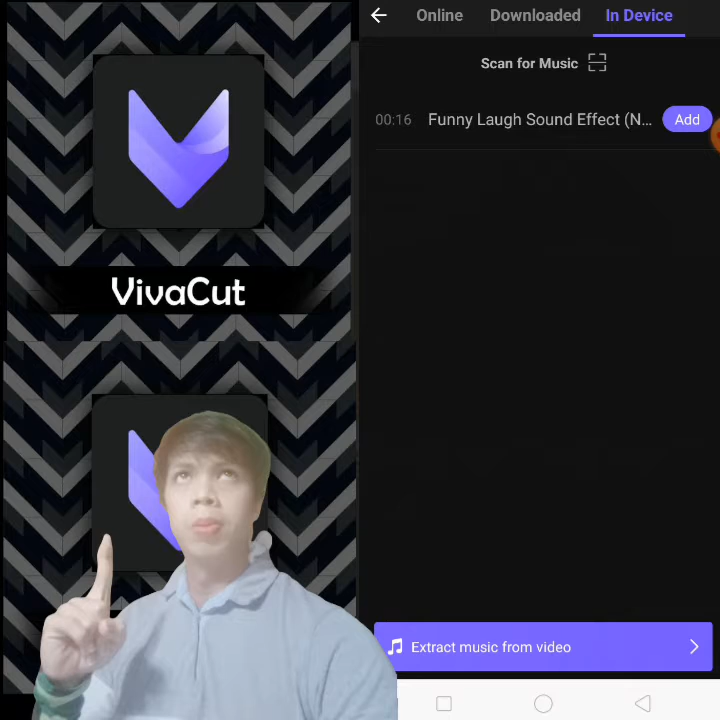 VivaCut
Online Downloaded In Device
Scan for Music
00:16 Funny Laugh Sound Effect (N... Add
Extract music from video